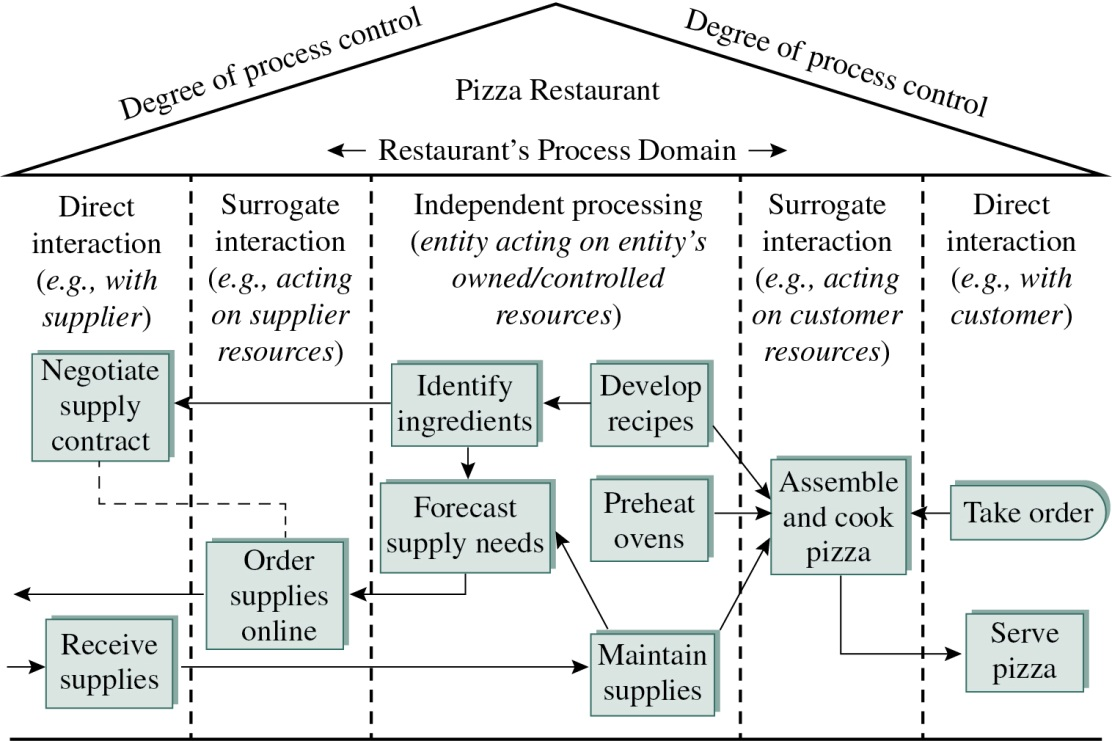 Degree of process control
Degree of process control
Pizza Restaurant
Restaurant's Process Domain
Direct
interaction
(e.g., with
supplier)
Surrogate
interaction
(e.g., acting
on supplier
resources)
Independent processing
(entity acting on entity's
owned/controlled
resources)
Surrogate
interaction
(e.g., acting
on customer
resources)
Direct
interaction
(e.g., with
customer)
Negotiate
supply
contract
Identify
ingredients
Develop
recipes
Forecast
supply needs
Preheat
ovens
Assemble
and cook
pizza
Take order
Order
supplies
online
Receive
supplies
Maintain
supplies
Serve
pizza